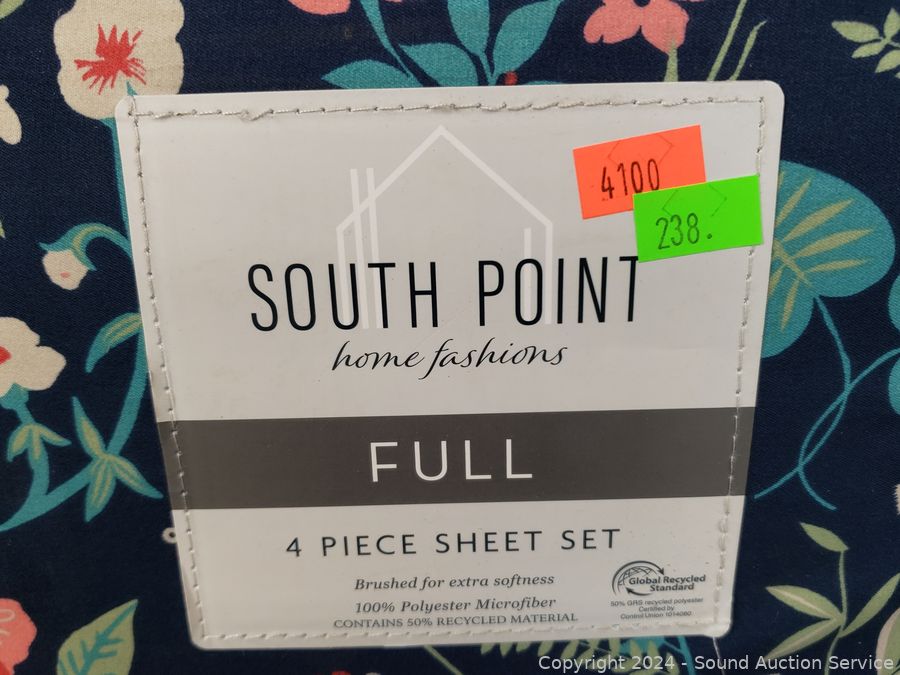 4100
238.
SOUTH POINT
home fashions
FULL
4 PIECE SHEET SET
Brushed for extra softness
100% Polyester Microfiber
CONTAINS 50% RECYCLED MATERIAL
Global Recycled
Standard
50% GRS recycled polyester
Certified by
Control Union 1014060
Copyright 2024 - Sound Auction Service